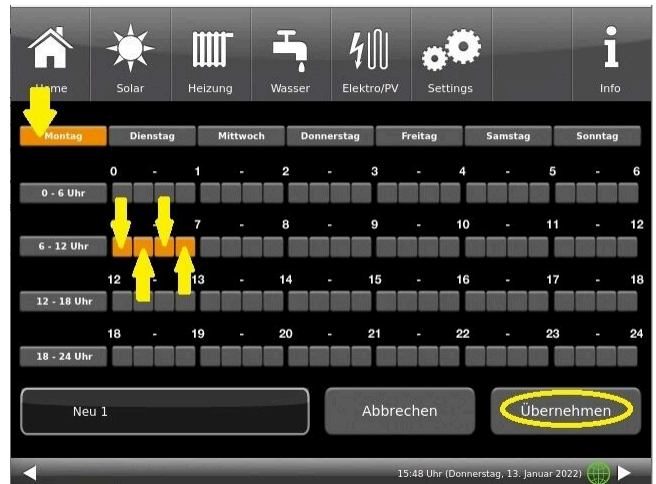 Home Solar Heizung Wasser Elektro/PV Settings Info
Montag Dienstag Mittwoch Donnerstag Freitag Samstag Sonntag
0 - 1 - 2 - 3 - 4 - 5 - 6
0 - 6 Uhr
7 - 8 - 9 - 10 - 11 - 12
6 - 12 Uhr
12 - 13 - 14 - 15 - 16 - 17 - 18
12 - 18 Uhr
18 - 19 - 20 - 21 - 22 - 23 - 24
18 - 24 Uhr
Neu 1 Abbrechen Übernehmen
15:48 Uhr (Donnerstag, 13. Januar 2022)